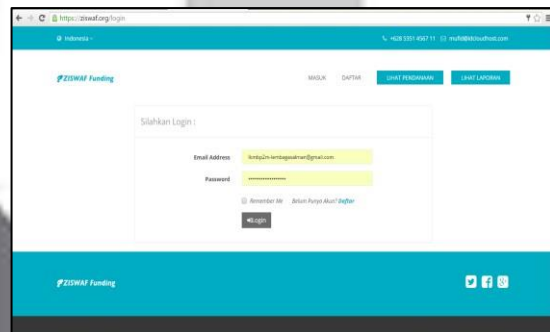 https://ziswaf.org/login
Indonesia
+628 5351 4567 11
ZISWAF Funding
MASUK DAFTAR LIHAT PENDANAAN LIHAT LAPORAN
Silahkan Login :
Email Address
Password ******************
Remember Me Belum Punya Akun? Daftar
Login
ZISWAF Funding